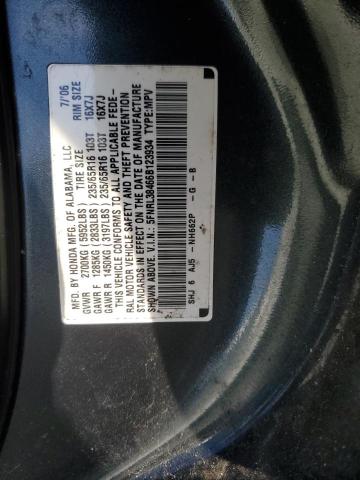 MFD. BY HONDA MFG. OF ALABAMA, LLC 7/'06
TIRE SIZE RIM SIZE
GVWR 2700KG (5952LBS)
GAWR F 1285KG (2833LBS) 235/65R16 103T 16X7J
GAWR R 1450KG (3197LBS) 235/65R16 103T 16X7J
THIS VEHICLE CONFORMS TO ALL APPLICABLE FEDE-
RAL MOTOR VEHICLE SAFETY AND THEFT PREVENTION
STANDARDS IN EFFECT ON THE DATE OF MANUFACTURE
SHOWN ABOVE. V.I.N.: 5FNRL38466B123934 TYPE:MPV
SHJ 6 AJ5 -NH662P - G - B